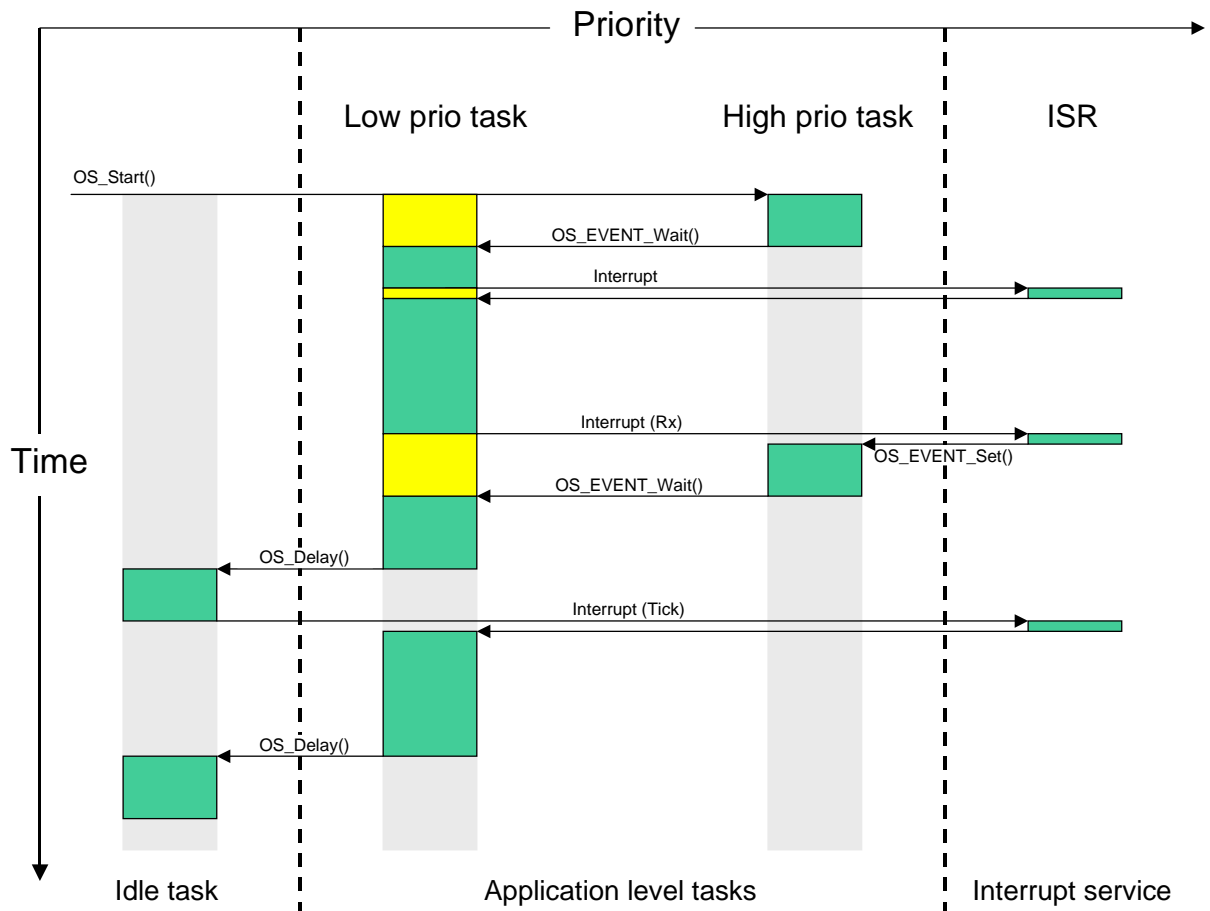 Priority
Low prio task
High prio task
ISR
OS_Start()
OS_EVENT_Wait()
Interrupt
Interrupt (Rx)
Time
OS_EVENT_Set()
OS_EVENT_Wait()
OS_Delay()
Interrupt (Tick)
OS_Delay()
Idle task
Application level tasks
Interrupt service